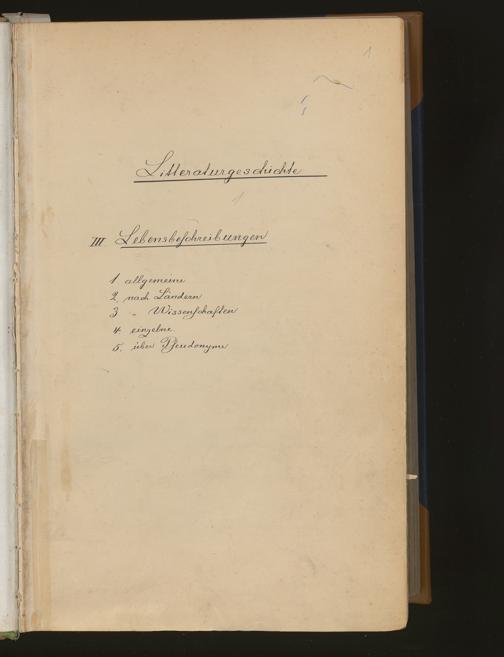 1
Litteraturgeschichte
III Lebensbeschreibungen
1. allgemeine
2. nach Ländern
3 " Wissenschaften
4. einzelne
5. über Pseudonyme